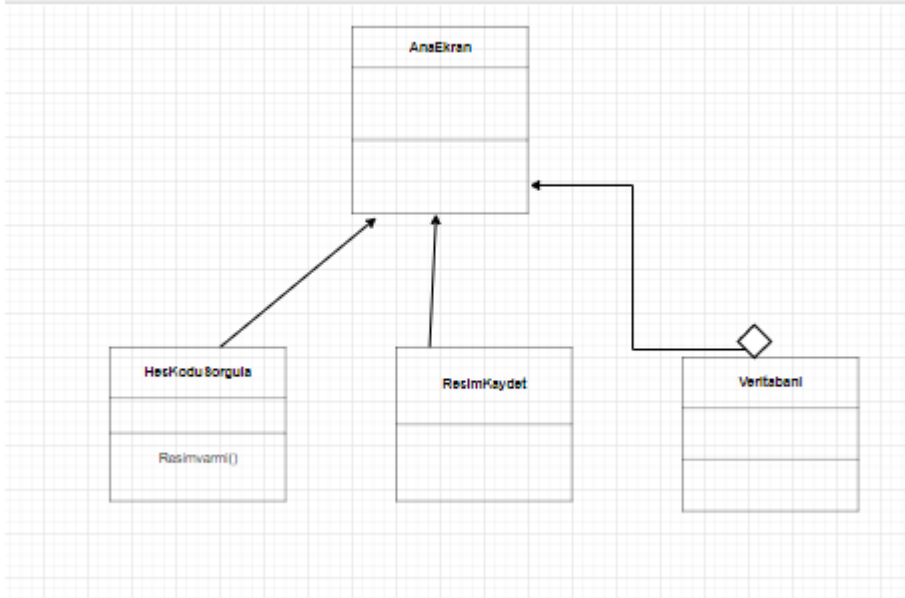 AnaEkran
HesKoduSorgula
ResimKaydet
Veritabani
Resimvarmi()